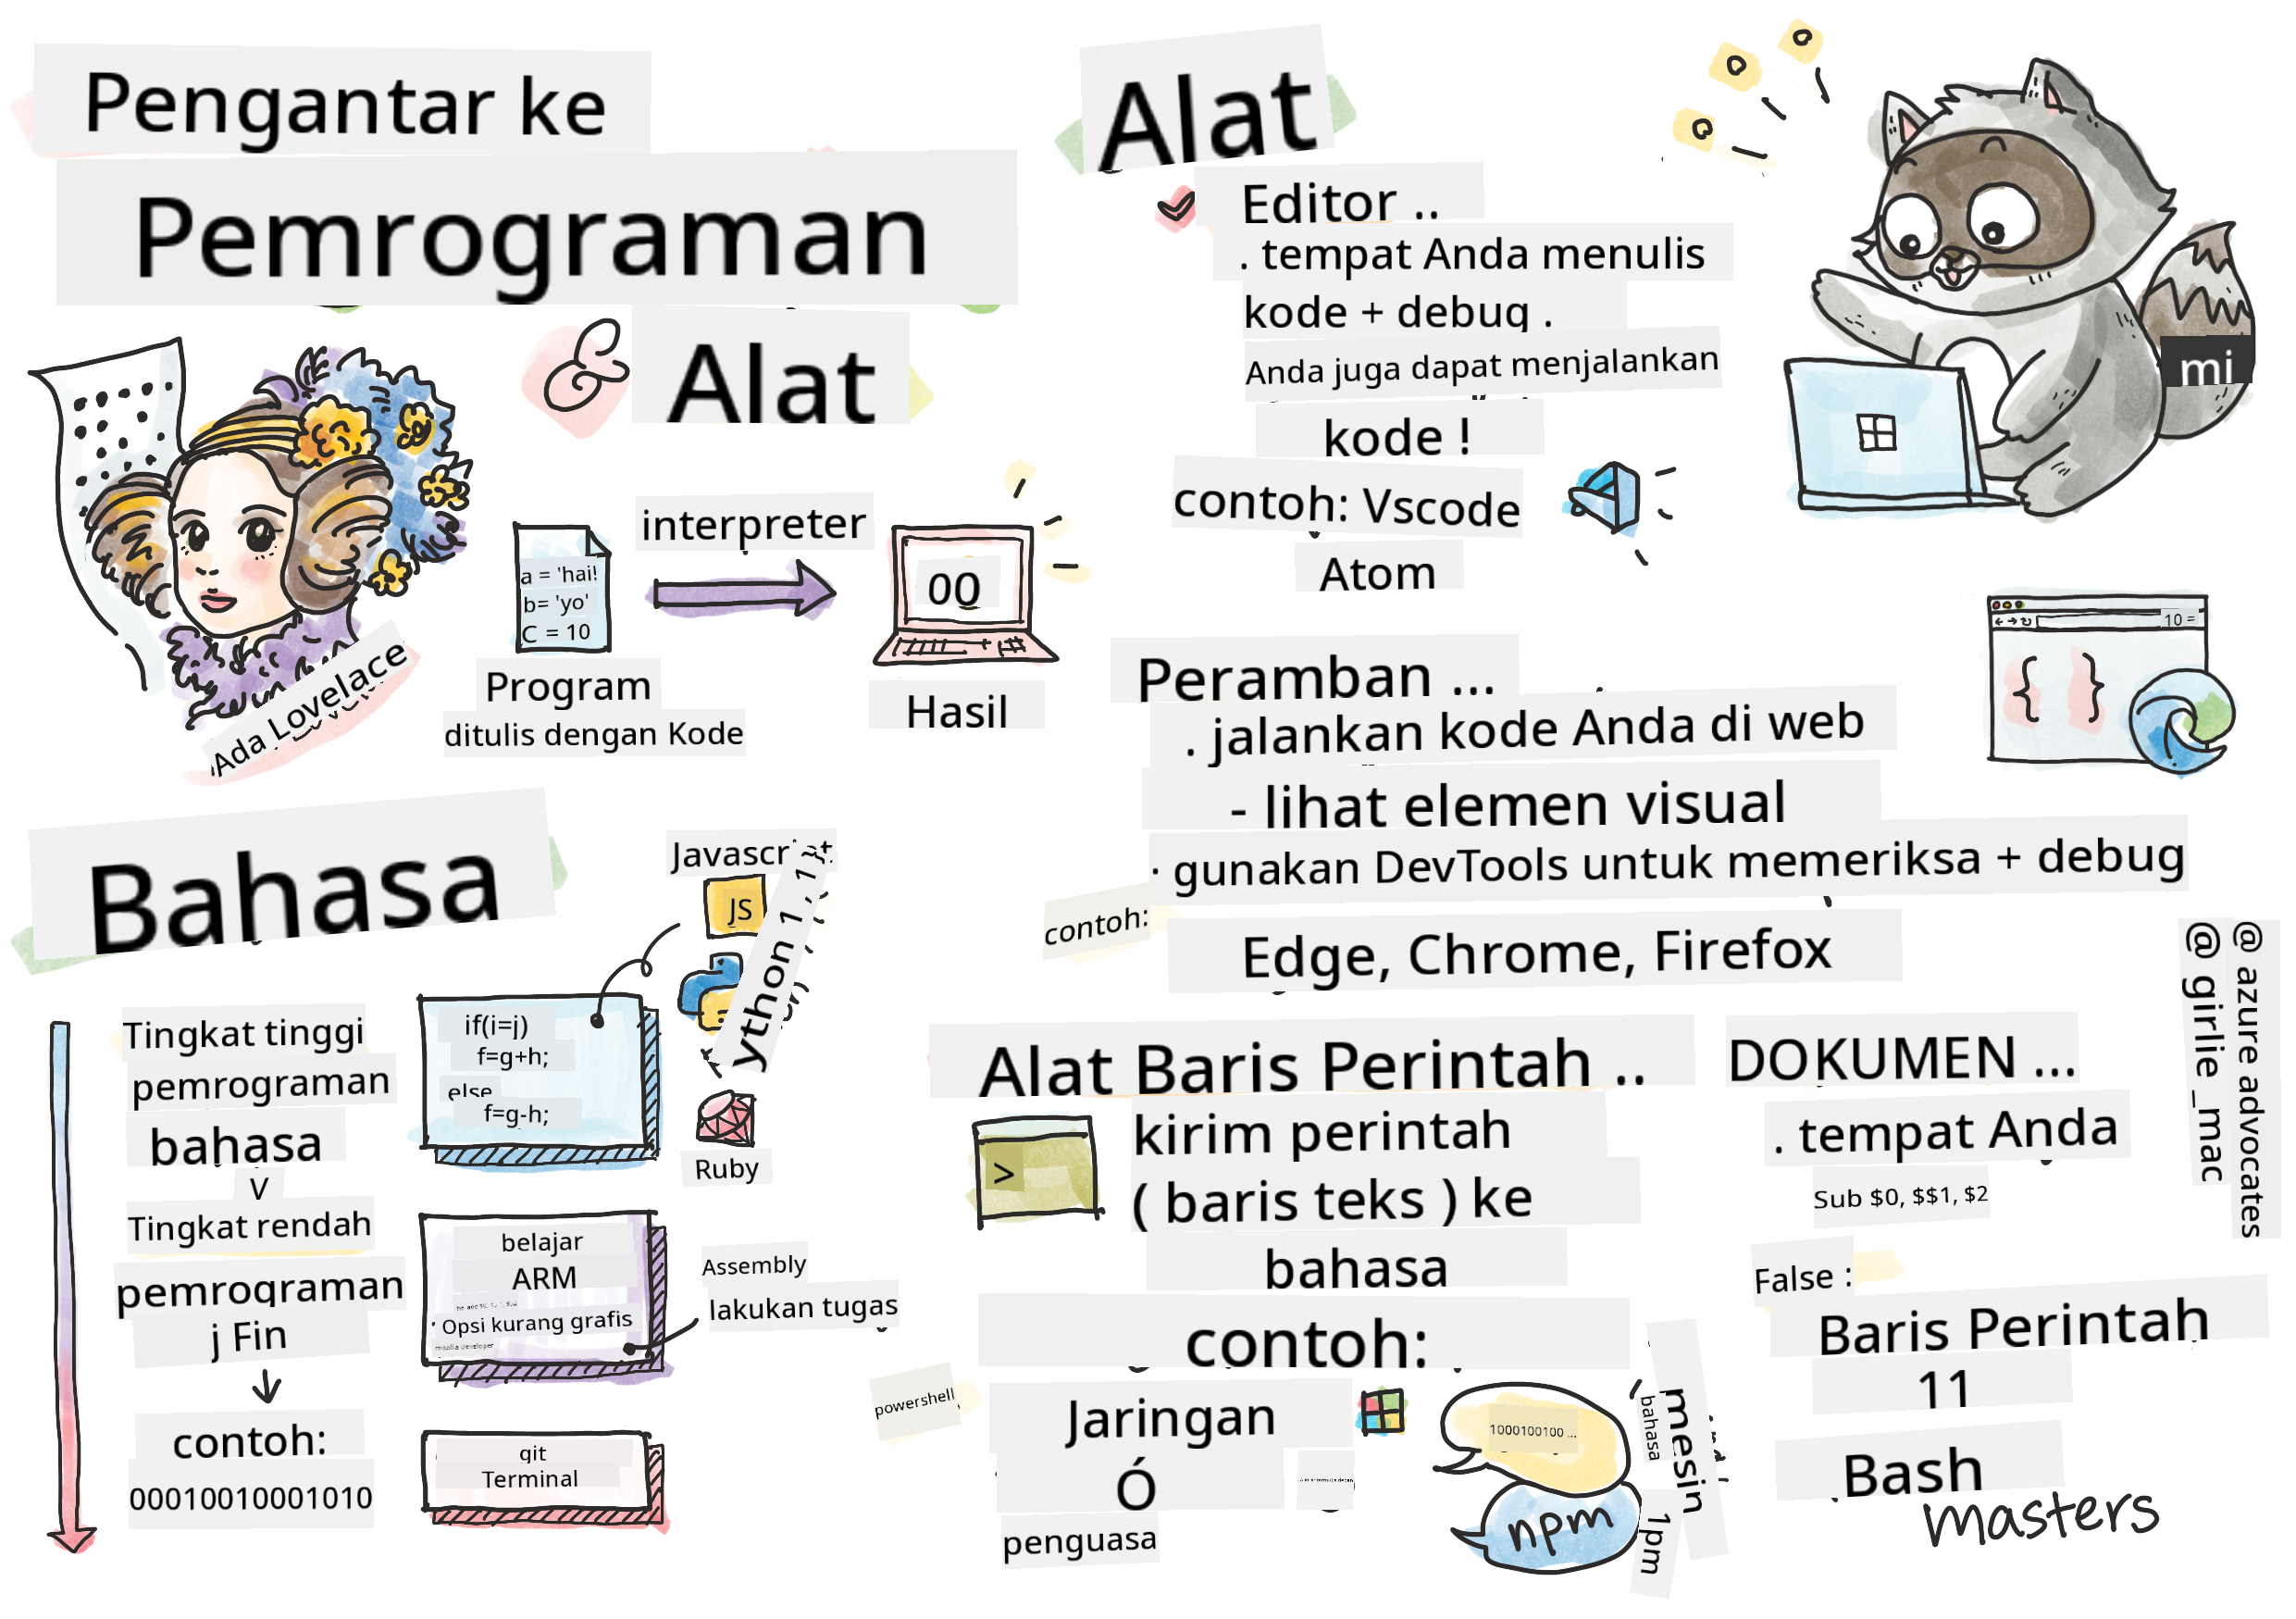 Pengantar ke
Pemrograman
& Alat
Ada Lovelace
a = 'hai!
b= 'yo'
C = 10
Program
ditulis dengan Kode
interpreter
00
Hasil
Bahasa
Tingkat tinggi
pemrograman
bahasa
V
Tingkat rendah
pemrograman
j Fin
contoh:
00010010001010
if(i=j)
f=g+h;
else
f=g-h;
Javascript
JS
ython 1, 1),
Ruby
belajar
ARM
Opsi kurang grafis
mozilla Developer
Assembly
lakukan tugas
git
Terminal
Alat
Editor ..
. tempat Anda menulis
kode + debug .
Anda juga dapat menjalankan
kode !
contoh: Vscode
Atom
mi
Peramban ...
. jalankan kode Anda di web
- lihat elemen visual
· gunakan DevTools untuk memeriksa + debug
contoh:
Edge, Chrome, Firefox
10 =
{ }
Alat Baris Perintah ..
>
kirim perintah
( baris teks ) ke
bahasa
contoh:
powershell
Jaringan
Ó
penguasa
1000100100 ...
npm
bahasa
mesin
1pm
DOKUMEN ...
. tempat Anda
Sub $0, $$1, $2
False :
Baris Perintah
11
Bash
masters
@ girlie_mac
@ azure advocates